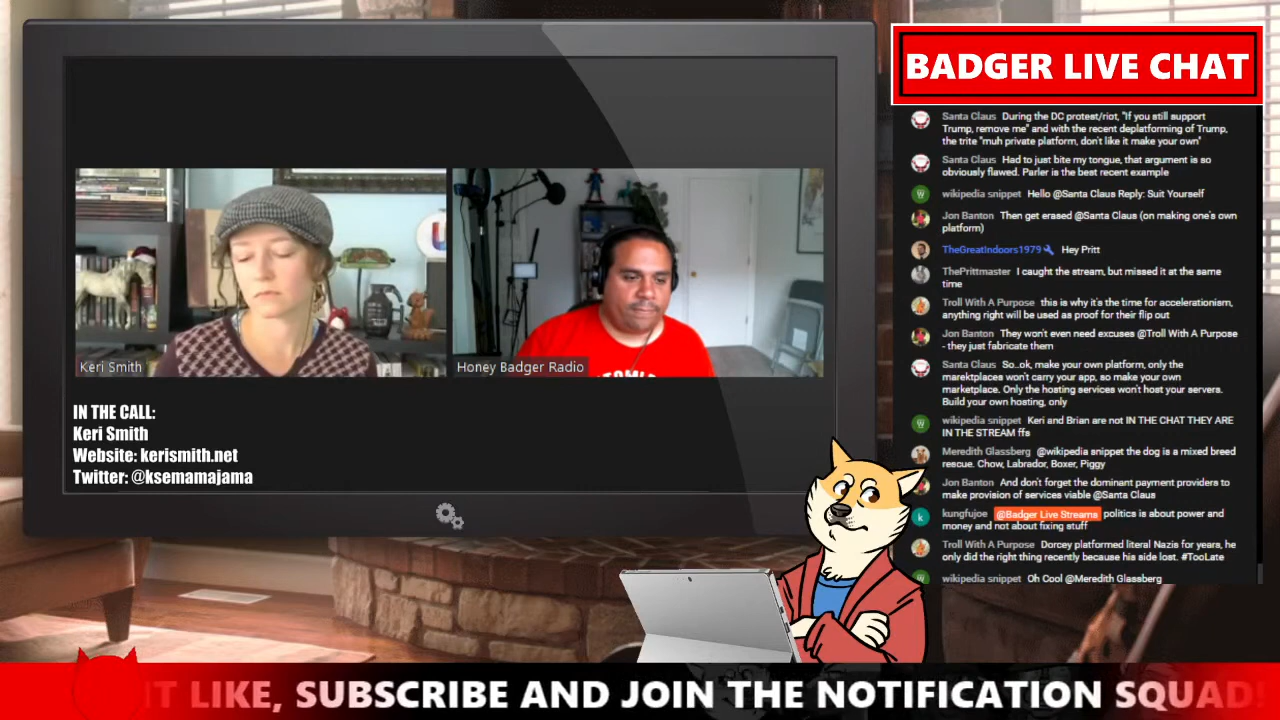 BADGER LIVE CHAT
Santa Claus During the DC protest/riot, "If you still support
Trump, remove me" and with the recent deplatforming of Trump,
the trite "muh private platform, don't like it make your own"
Santa Claus Had to just bite my tongue, that argument is so
obviously flawed. Parler is the best recent example
wikipedia snippet Hello @Santa Claus Reply: Suit Yourself
Jon Banton Then get erased @Santa Claus (on making one's own
platform)
TheGreatIndoors1979 Hey Pritt
ThePrittmaster I caught the stream, but missed it at the same
time
Troll With A Purpose this is why it's the time for accelerationism,
anything right will be used as proof for their flip out
Jon Banton They won't even need excuses @Troll With A Purpose
- they just fabricate them
Santa Claus So..ok, make your own platform, only the
marektplaces won't carry your app, so make your own
marketplace. Only the hosting services won't host your servers.
Build your own hosting, only
wikipedia snippet Keri and Brian are not IN THE CHAT THEY ARE
IN THE STREAM ffs
Meredith Glassberg @wikipedia snippet the dog is a mixed breed
rescue. Chow, Labrador, Boxer, Piggy
Jon Banton And don't forget the dominant payment providers to
make provision of services viable @Santa Claus
k
kungfujoe @Badger Live Streams politics is about power and
money and not about fixing stuff
Troll With A Purpose Dorcey platformed literal Nazis for years, he
only did the right thing recently because his side lost. #TooLate
wikipedia snippet Oh Cool @Meredith Glassberg
Keri Smith
Honey Badger Radio
IN THE CALL:
Keri Smith
Website: kerismith.net
Twitter: @ksemamajama
IT LIKE, SUBSCRIBE AND JOIN THE NOTIFICATION SQUAD!